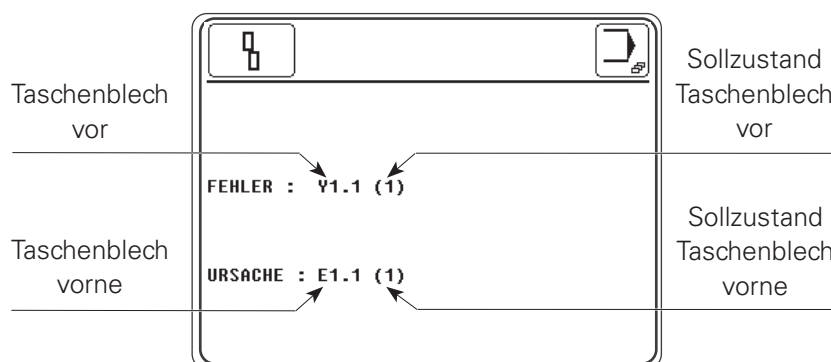 Taschenblech
vor
Sollzustand
Taschenblech
vor
FEHLER : Y1.1 (1)
Taschenblech
vorne
Sollzustand
Taschenblech
vorne
URSACHE : E1.1 (1)